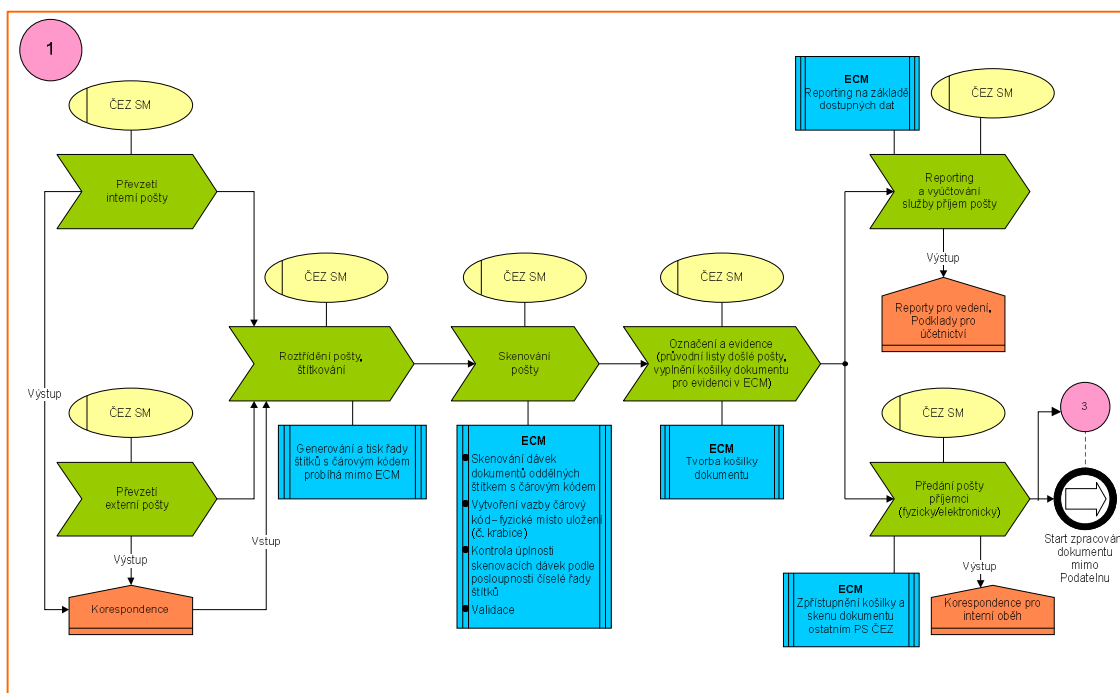 1
ČEZ SM
Převzetí
interní pošty
ECM
Reporting na základě
dostupných dat
ČEZ SM
Reporting
a vyúčtování
služby příjem pošty
Výstup
Reporty pro vedení,
Podklady pro
účetnictví
ČEZ SM
Roztřídění pošty,
štítkování
Generování a tisk řady
štítků s čárovým kódem
probíhá mimo ECM
ČEZ SM
Skenování
pošty
ECM
Skenování dávek
dokumentů oddělných
štítkem s čárovým kódem
Vytvoření vazby čárový
kód – fyzické místo uložení
(č. krabice)
Kontrola úplnosti
skenovacích dávek podle
posloupnosti číselé řady
štítků
Validace
ČEZ SM
Označení a evidence
(průvodní listy došlé pošty,
vyplnění košilky dokumentu
pro evidenci v ECM)
ECM
Tvorba košilky
dokumentu
Výstup
ČEZ SM
Převzetí
externí pošty
Výstup
Vstup
Korespondence
ČEZ SM
Předání pošty
příjemci
(fyzicky/elektronicky)
3
Start zpracován
dokumentu
mimo
Podatelnu
Výstup
ECM
Zpřístupnění košilky a
skenu dokumentu
ostatním PS ČEZ
Korespondence pro
interní oběh